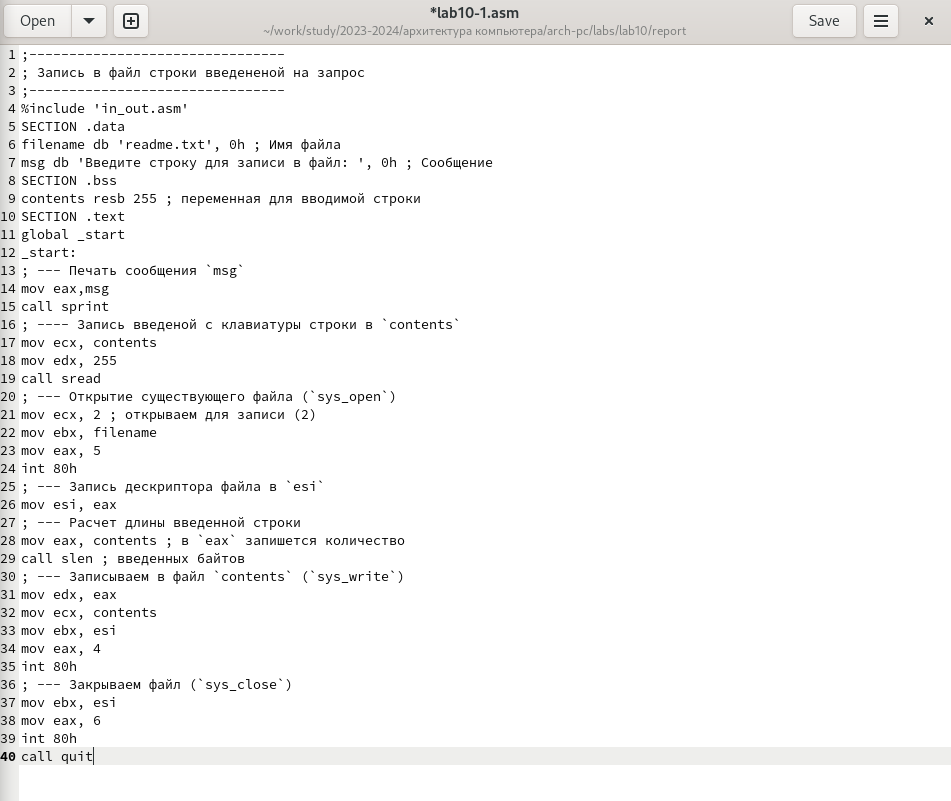 Open
*lab10-1.asm
~/work/study/2023-2024/архитектура компьютера/arch-pc/labs/lab10/report
Save
1 ;--------------------------------
2 ; Запись в файл строки введененой на запрос
3 ;--------------------------------
4 %include 'in_out.asm'
5 SECTION .data
6 filename db 'readme.txt', 0h ; Имя файла
7 msg db 'Введите строку для записи в файл: ', 0h ; Сообщение
8 SECTION .bss
9 contents resb 255 ; переменная для вводимой строки
10 SECTION .text
11 global _start
12 _start:
13 ; --- Печать сообщения `msg`
14 mov eax,msg
15 call sprint
16 ; ---- Запись введеной с клавиатуры строки в `contents`
17 mov ecx, contents
18 mov edx, 255
19 call sread
20 ; --- Открытие существующего файла (`sys_open`)
21 mov ecx, 2 ; открываем для записи (2)
22 mov ebx, filename
23 mov eax, 5
24 int 80h
25 ; --- Запись дескриптора файла в `esi`
26 mov esi, eax
27 ; --- Расчет длины введенной строки
28 mov eax, contents ; в `eax` запишется количество
29 call slen ; введенных байтов
30 ; --- Записываем в файл `contents` (`sys_write`)
31 mov edx, eax
32 mov ecx, contents
33 mov ebx, esi
34 mov eax, 4
35 int 80h
36 ; --- Закрываем файл (`sys_close`)
37 mov ebx, esi
38 mov eax, 6
39 int 80h
40 call quit